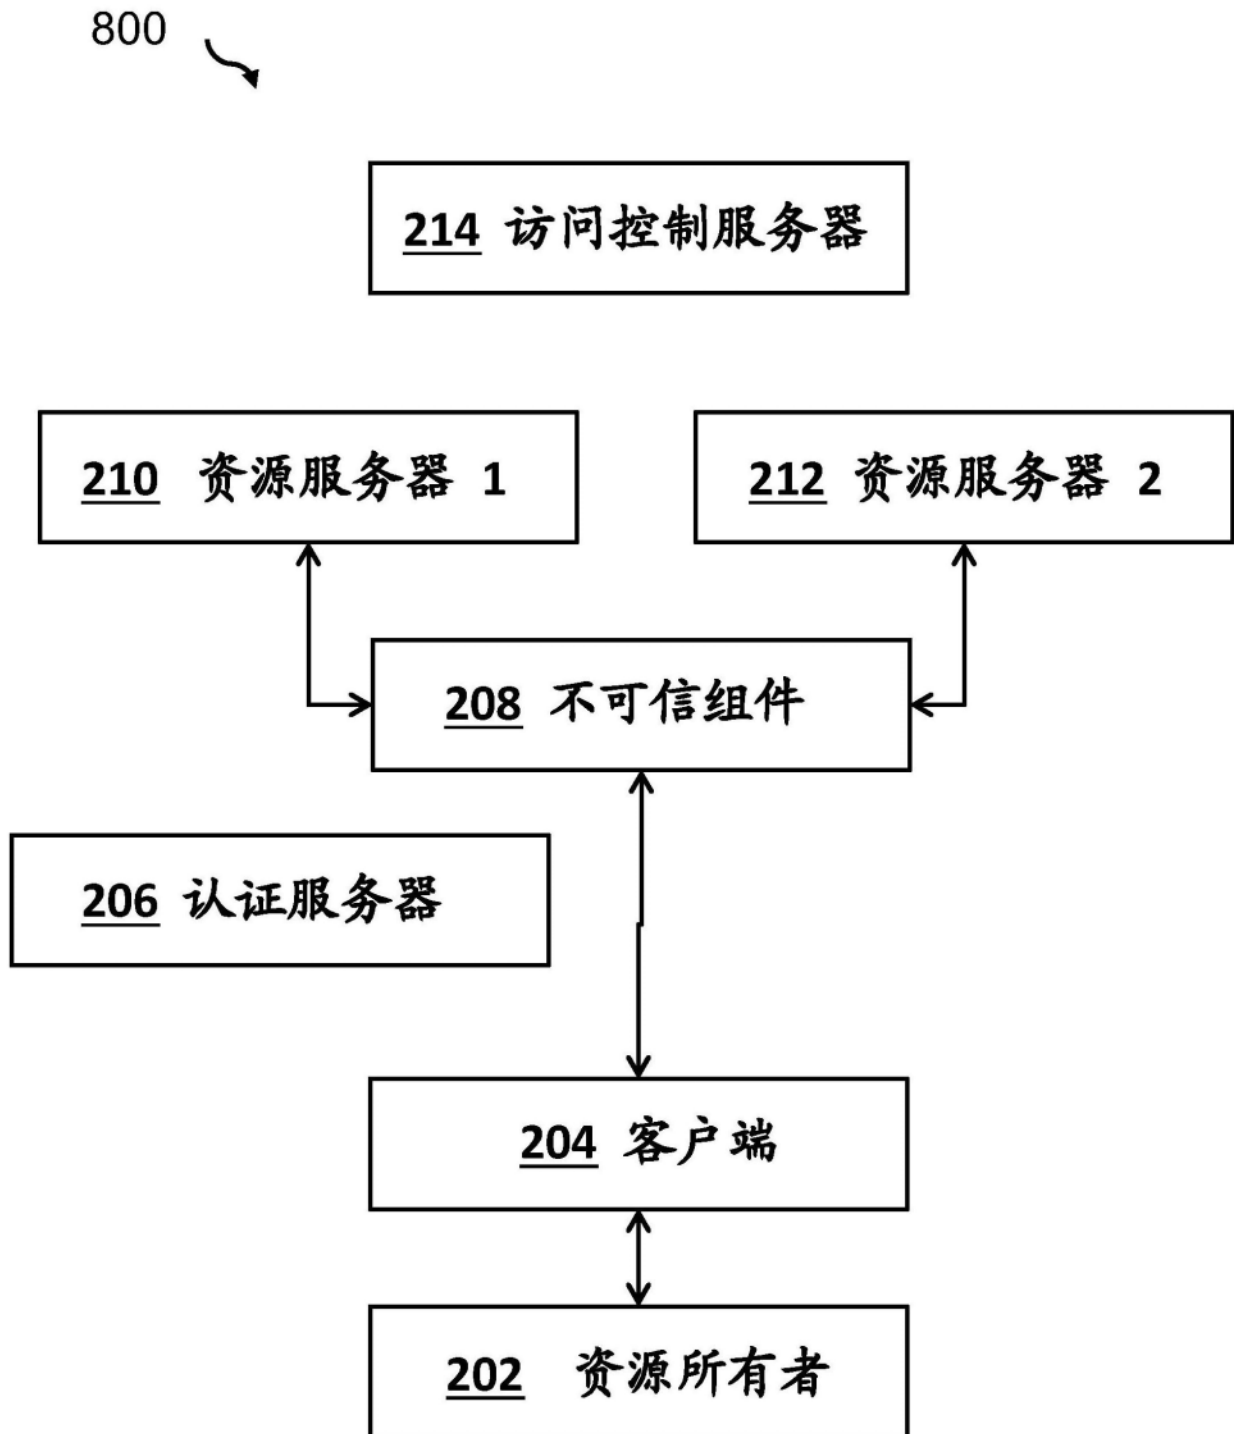 800
214 访问控制服务器
210 资源服务器 1
212 资源服务器 2
208 不可信组件
206 认证服务器
204 客户端
202 资源所有者